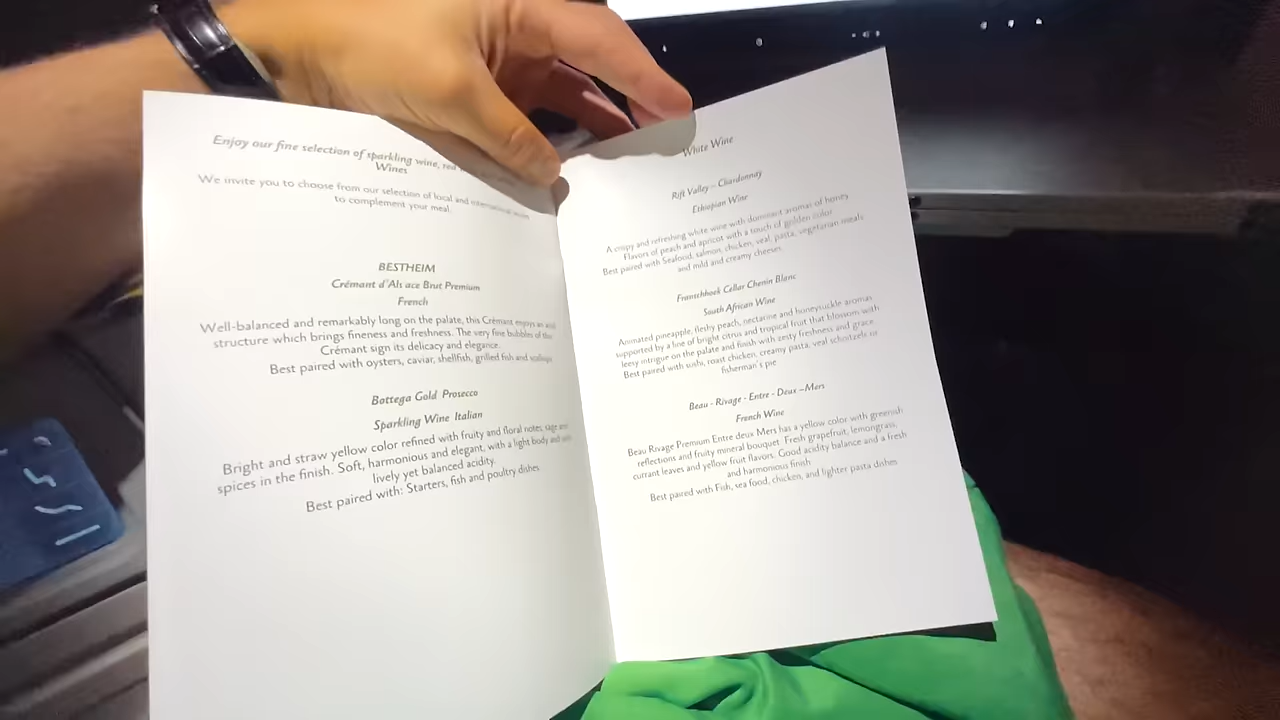 Enjoy our fine selection of sparkling wine, red
Wines
We invite you to choose from our selection of local and international wines
to complement your meal.
BESTHEIM
Crémant d'Als ace Brut Premium
French
Well-balanced and remarkably long on the palate, this Crémant enjoys an
structure which brings fineness and freshness. The very fine bubbles of this
Crémant sign its delicacy and elegance.
Best paired with oysters, caviar, shellfish, grilled fish and scallops
Bottega Gold Prosecco
Sparkling Wine Italian
Bright and straw yellow color refined with fruity and floral notes, sage and
spices in the finish. Soft, harmonious and elegant, with a light body and
lively yet balanced acidity.
Best paired with: Starters, fish and poultry dishes
White Wine
Rift Valley – Chardonnay
Ethiopian Wine
A crispy and refreshing white wine with dominant aromas of honey
Flavors of peach and apricot with a touch of golden color
Best paired with Seafood, salmon, chicken, veal, pasta, vegetarian meals
and mild and creamy cheeses
Franschhoek Cellar Chenin Blanc
South African Wine
Animated pineapple, fleshy peach, nectarine and honeysuckle aromas
supported by a line of bright citrus and tropical fruit that blossom with
leesy intrigue on the palate and finish with zesty freshness and grace
Best paired with sushi, roast chicken, creamy pasta, veal schnitzels or
fisherman's pie
Beau - Rivage - Entre - Deux –Mers
French Wine
Beau Rivage Premium Entre deux Mers has a yellow color with greenish
reflections and fruity mineral bouquet. Fresh grapefruit, lemongrass,
currant leaves and yellow fruit flavors. Good acidity balance and a fresh
and harmonious finish
Best paired with Fish, sea food, chicken, and lighter pasta dishes